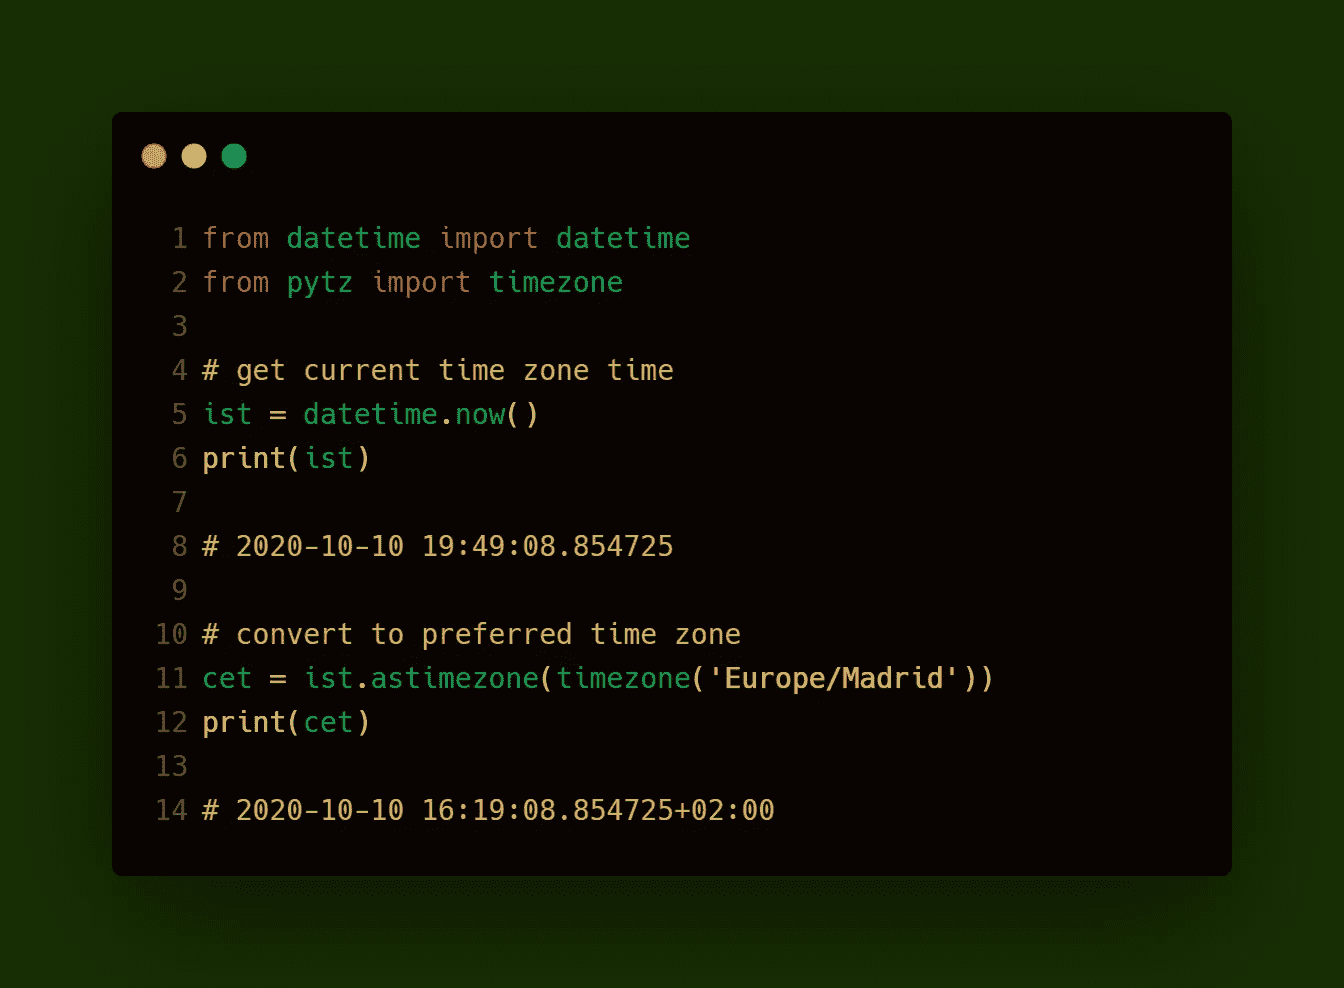 1 from datetime import datetime
2 from pytz import timezone
3
4 # get current time zone time
5 ist = datetime.now()
6 print(ist)
7
8 # 2020-10-10 19:49:08.854725
9
10 # convert to preferred time zone
11 cet = ist.astimezone(timezone('Europe/Madrid'))
12 print(cet)
13
14 # 2020-10-10 16:19:08.854725+02:00